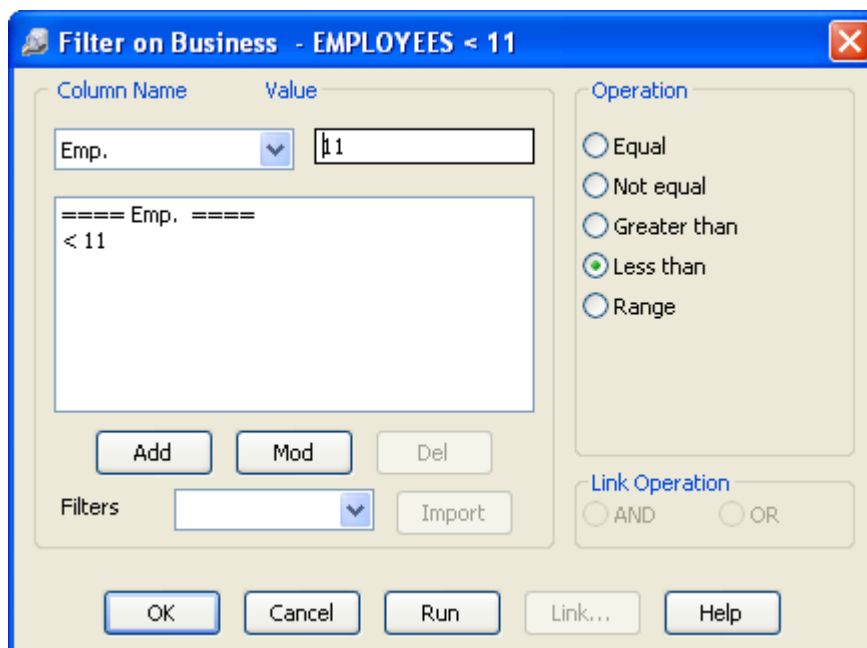 Filter on Business - EMPLOYEES < 11
Column Name Value
Emp. 11
==== Emp. ====
< 11
Add Mod Del
Filters Import
Operation
Equal
Not equal
Greater than
Less than
Range
Link Operation
AND OR
OK Cancel Run Link... Help